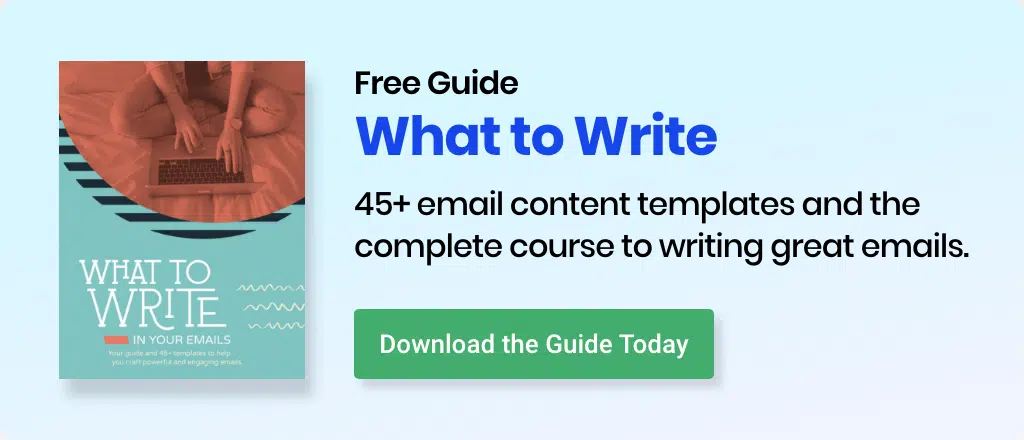 Free Guide
What to Write
45+ email content templates and the
complete course to writing great emails.
Download the Guide Today
WHAT TO
WRITE
IN YOUR EMAILS
Your guide and 45+ templates to help
you craft powerful and engaging emails.